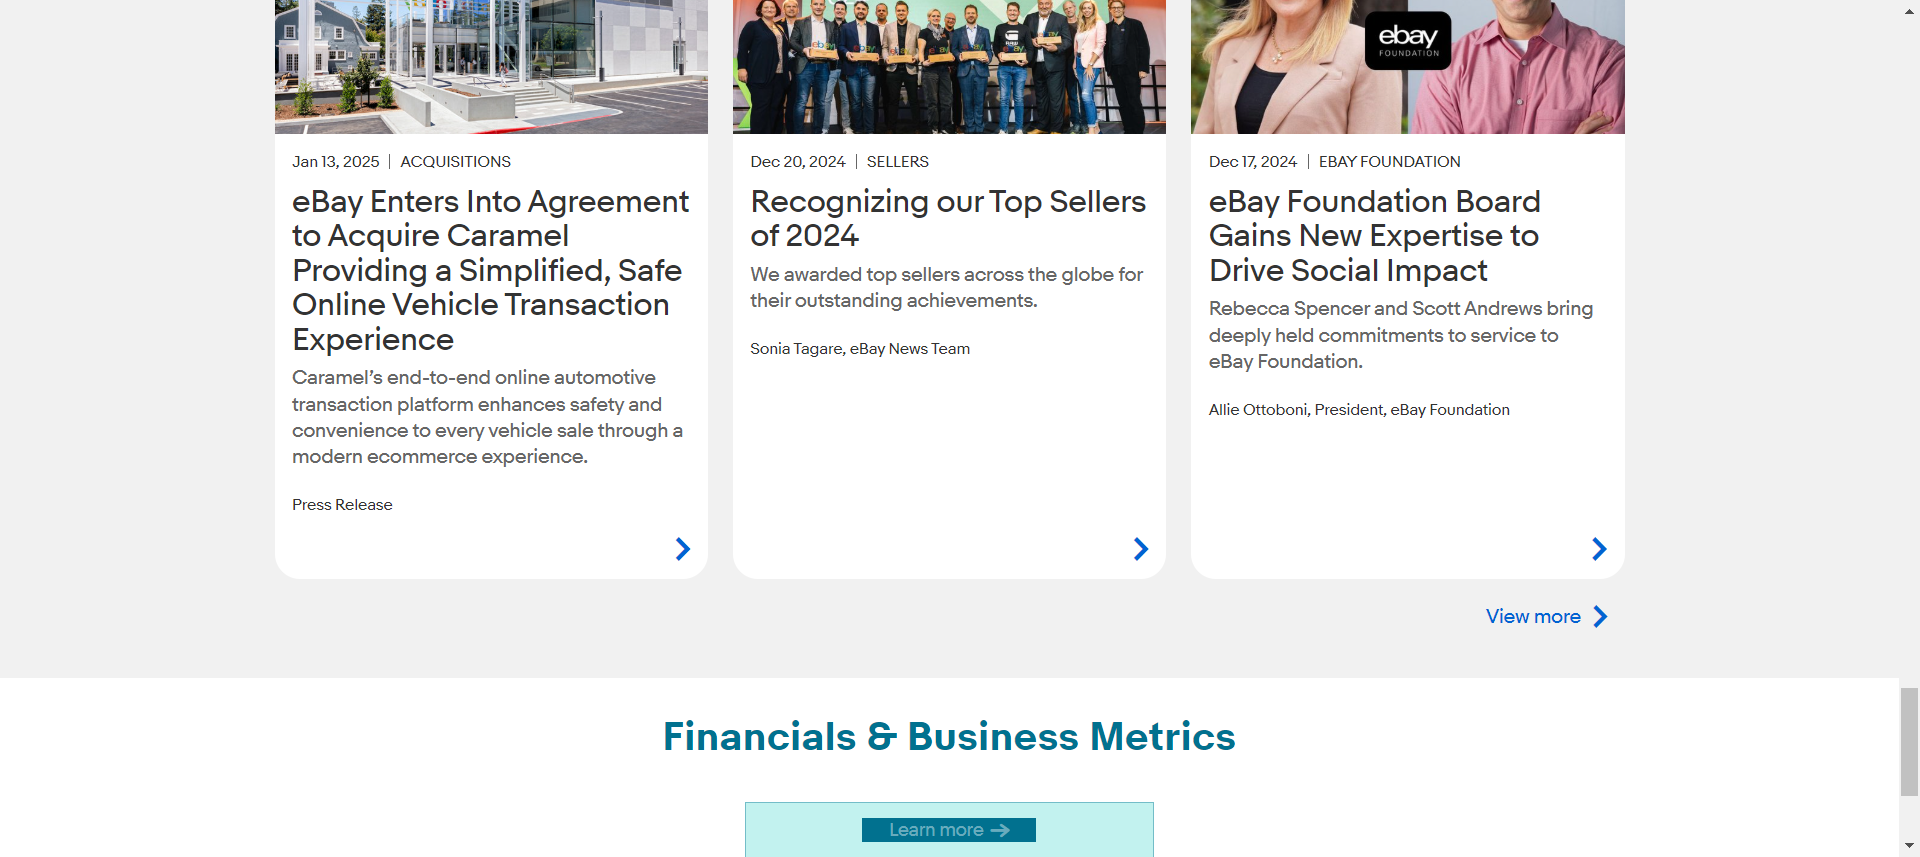 ebay
FOUNDATION
Jan 13, 2025 | ACQUISITIONS
eBay Enters Into Agreement
to Acquire Caramel
Providing a Simplified, Safe
Online Vehicle Transaction
Experience
Caramel's end-to-end online automotive
transaction platform enhances safety and
convenience to every vehicle sale through a
modern ecommerce experience.
Press Release
Dec 20, 2024 | SELLERS
Recognizing our Top Sellers
of 2024
We awarded top sellers across the globe for
their outstanding achievements.
Sonia Tagare, eBay News Team
Dec 17, 2024 | EBAY FOUNDATION
eBay Foundation Board
Gains New Expertise to
Drive Social Impact
Rebecca Spencer and Scott Andrews bring
deeply held commitments to service to
eBay Foundation.
Allie Ottoboni, President, eBay Foundation
View more
Financials & Business Metrics
Learn more →